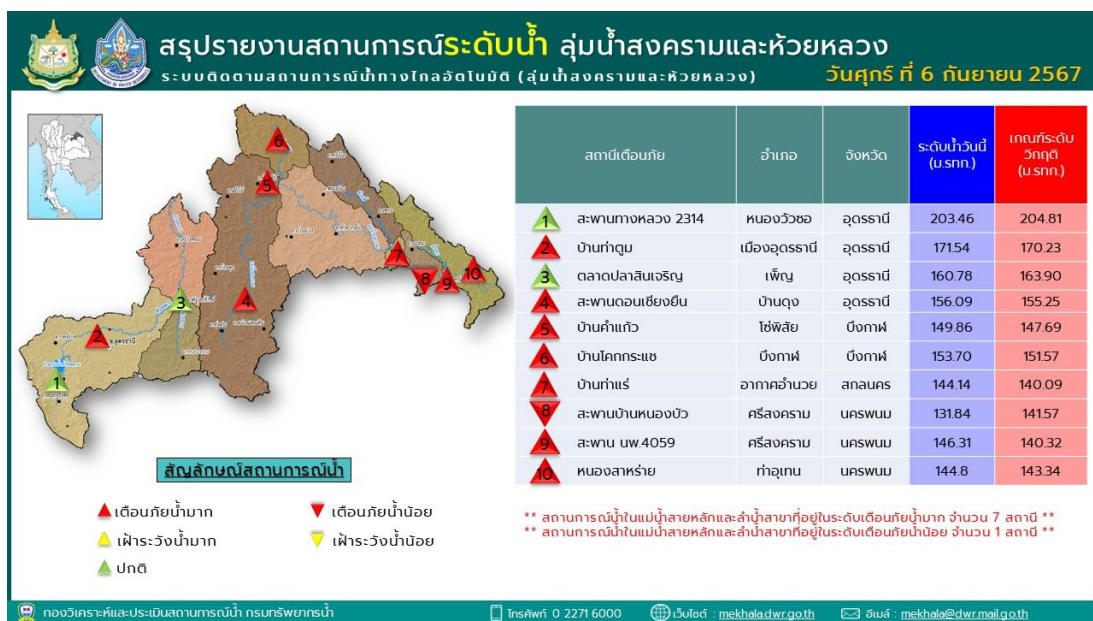 สรุปรายงานสถานการณ์ระดับน้ำ ลุ่มน้ำสงครามและห้วยหลวง
ระบบติดตามสถานการณ์น้ำทางไกลอัตโนมัติ (ลุ่มน้ำสงครามและห้วยหลวง) วันศุกร์ ที่ 6 กันยายน 2567
สถานีเตือนภัย อำเภอ จังหวัด ระดับน้ำวันนี้ (ม.รทก.) เกณฑ์ระดับวิกฤติ (ม.รทก.)
1 สะพานทางหลวง 2314 หนองวัวซอ อุดรธานี 203.46 204.81
2 บ้านท่าตูม เมืองอุดรธานี อุดรธานี 171.54 170.23
3 ตลาดปลาสินเจริญ เพ็ญ อุดรธานี 160.78 163.90
4 สะพานดอนเชียงยืน บ้านดุง อุดรธานี 156.09 155.25
5 บ้านคำแก้ว โซ่พิสัย บึงกาฬ 149.86 147.69
6 บ้านโคกกระแซ บึงกาฬ บึงกาฬ 153.70 151.57
7 บ้านท่าแร่ อากาศอำนวย สกลนคร 144.14 140.09
8 สะพานบ้านหนองบัว ศรีสงคราม นครพนม 131.84 141.57
9 สะพาน นพ.4059 ศรีสงคราม นครพนม 146.31 140.32
10 หนองสาหร่าย ท่าอุเทน นครพนม 144.8 143.34
6
5
7
8
9
10
3
4
2
จ.อุดรธานี
1
สัญลักษณ์สถานการณ์น้ำ
เตือนภัยน้ำมาก เตือนภัยน้ำน้อย
เฝ้าระวังน้ำมาก เฝ้าระวังน้ำน้อย
ปกติ
** สถานการณ์น้ำในแม่น้ำสายหลักและลำน้ำสาขาที่อยู่ในระดับเตือนภัยน้ำมาก จำนวน 7 สถานี **
** สถานการณ์น้ำในแม่น้ำสายหลักและลำน้ำสาขาที่อยู่ในระดับเตือนภัยน้ำน้อย จำนวน 1 สถานี **
กองวิเคราะห์และประเมินสถานการณ์น้ำ กรมทรัพยากรน้ำ โทรศัพท์ 0 2271 6000 เว็บไซต์ : mekhala.dwr.go.th อีเมล์ : mekhala@dwr.mail.go.th